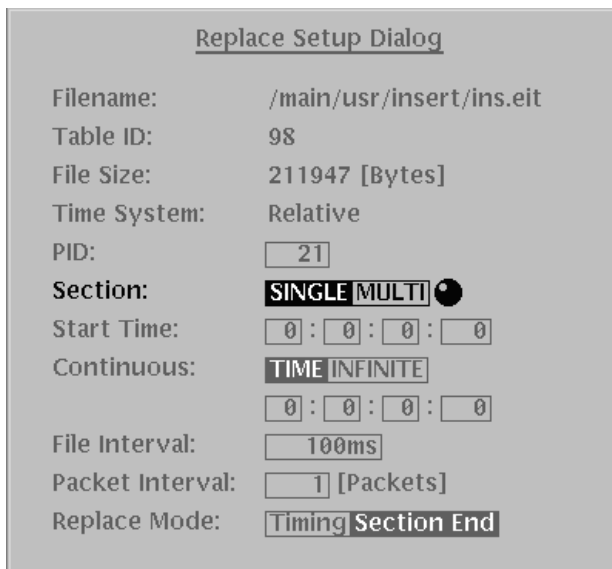 Replace Setup Dialog
Filename: /main/usr/insert/ins.eit
Table ID: 98
File Size: 211947 [Bytes]
Time System: Relative
PID: 21
Section: SINGLE MULTI
Start Time: 0 : 0 : 0 : 0
Continuous: TIME INFINITE
0 : 0 : 0 : 0
File Interval: 100ms
Packet Interval: 1 [Packets]
Replace Mode: Timing Section End